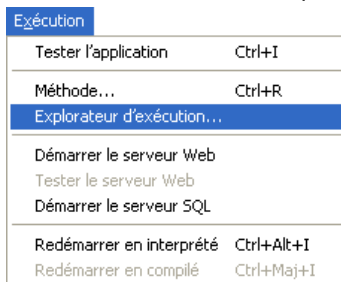 Exécution
Tester l'application Ctrl+I
Méthode... Ctrl+R
Explorateur d'exécution...
Démarrer le serveur Web
Tester le serveur Web
Démarrer le serveur SQL
Redémarrer en interprété Ctrl+Alt+I
Redémarrer en compilé Ctrl+Maj+I